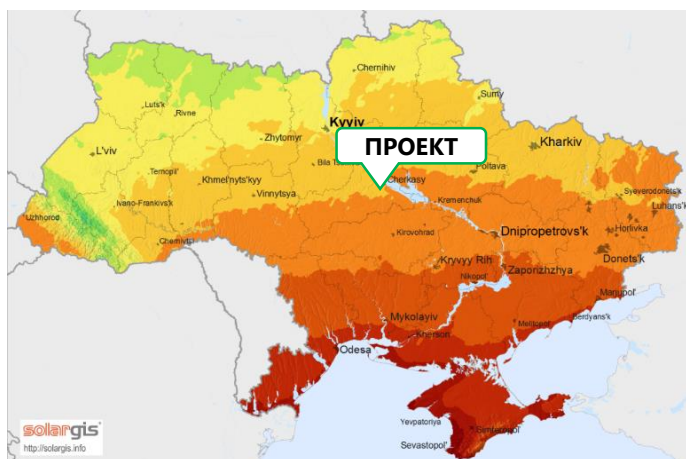 Chernihiv
Sumy
Luts'k
Rivne
Kyyiv
Zhytomyr
L'viv
ПРОЕКТ
Kharkiv
Poltava
Ternopil'
Khmel'nyts'kyy
Vinnytsya
Bila Ts
Cherkasy
Kremenchuk
Syeverodonets'k
Luhans'k
Ivano-Frankivs'k
Uzhhorod
Chernivtsi
Kirovohrad
Dnipropetrovs'k
Horlivka
Donets'k
Kryvyy Rih
Nikopol'
Zaporizhzhya
Mariupol'
Berdyans'k
Mykolayiv
Melitopol'
Kherson
Odesa
Yevpatoriya
Simferopol'
Sevastopol'
solargis
http://solargis.info